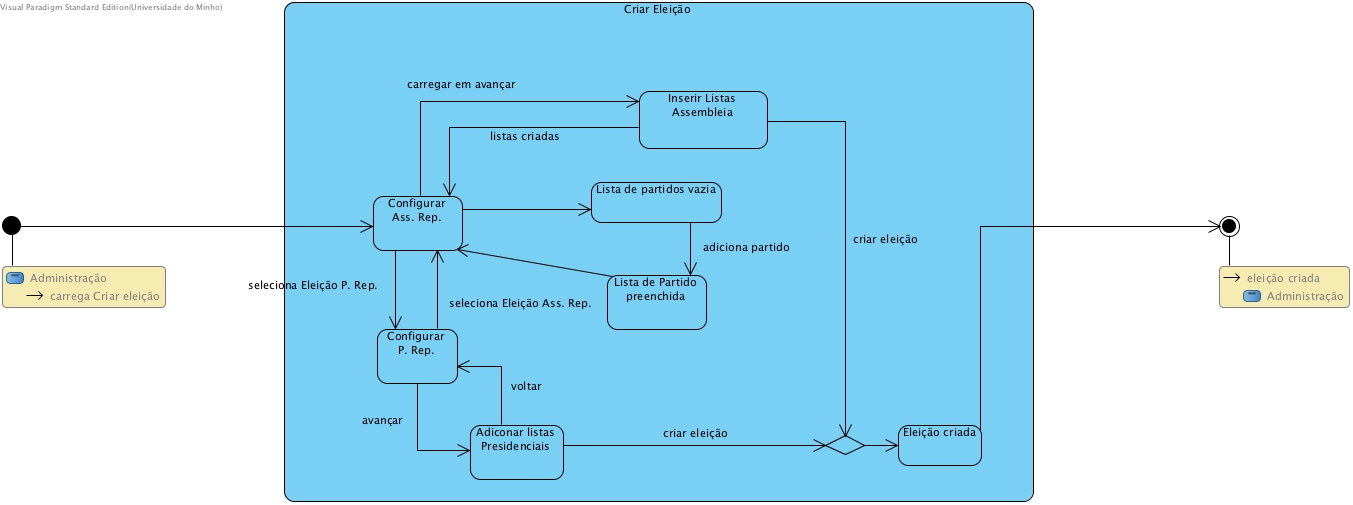 Visual Paradigm Standard Edition(Universidade do Minho)
Criar Eleição
carregar em avançar
Inserir Listas
Assembleia
listas criadas
Lista de partidos vazia
Configurar
Ass. Rep.
criar eleição
adiciona partido
Administração
carrega Criar eleição
eleição criada
Administração
seleciona Eleição P. Rep.
Lista de Partido
preenchida
seleciona Eleição Ass. Rep.
Configurar
P. Rep.
voltar
avançar
Adiconar listas
Presidenciais
criar eleição
Eleição criada